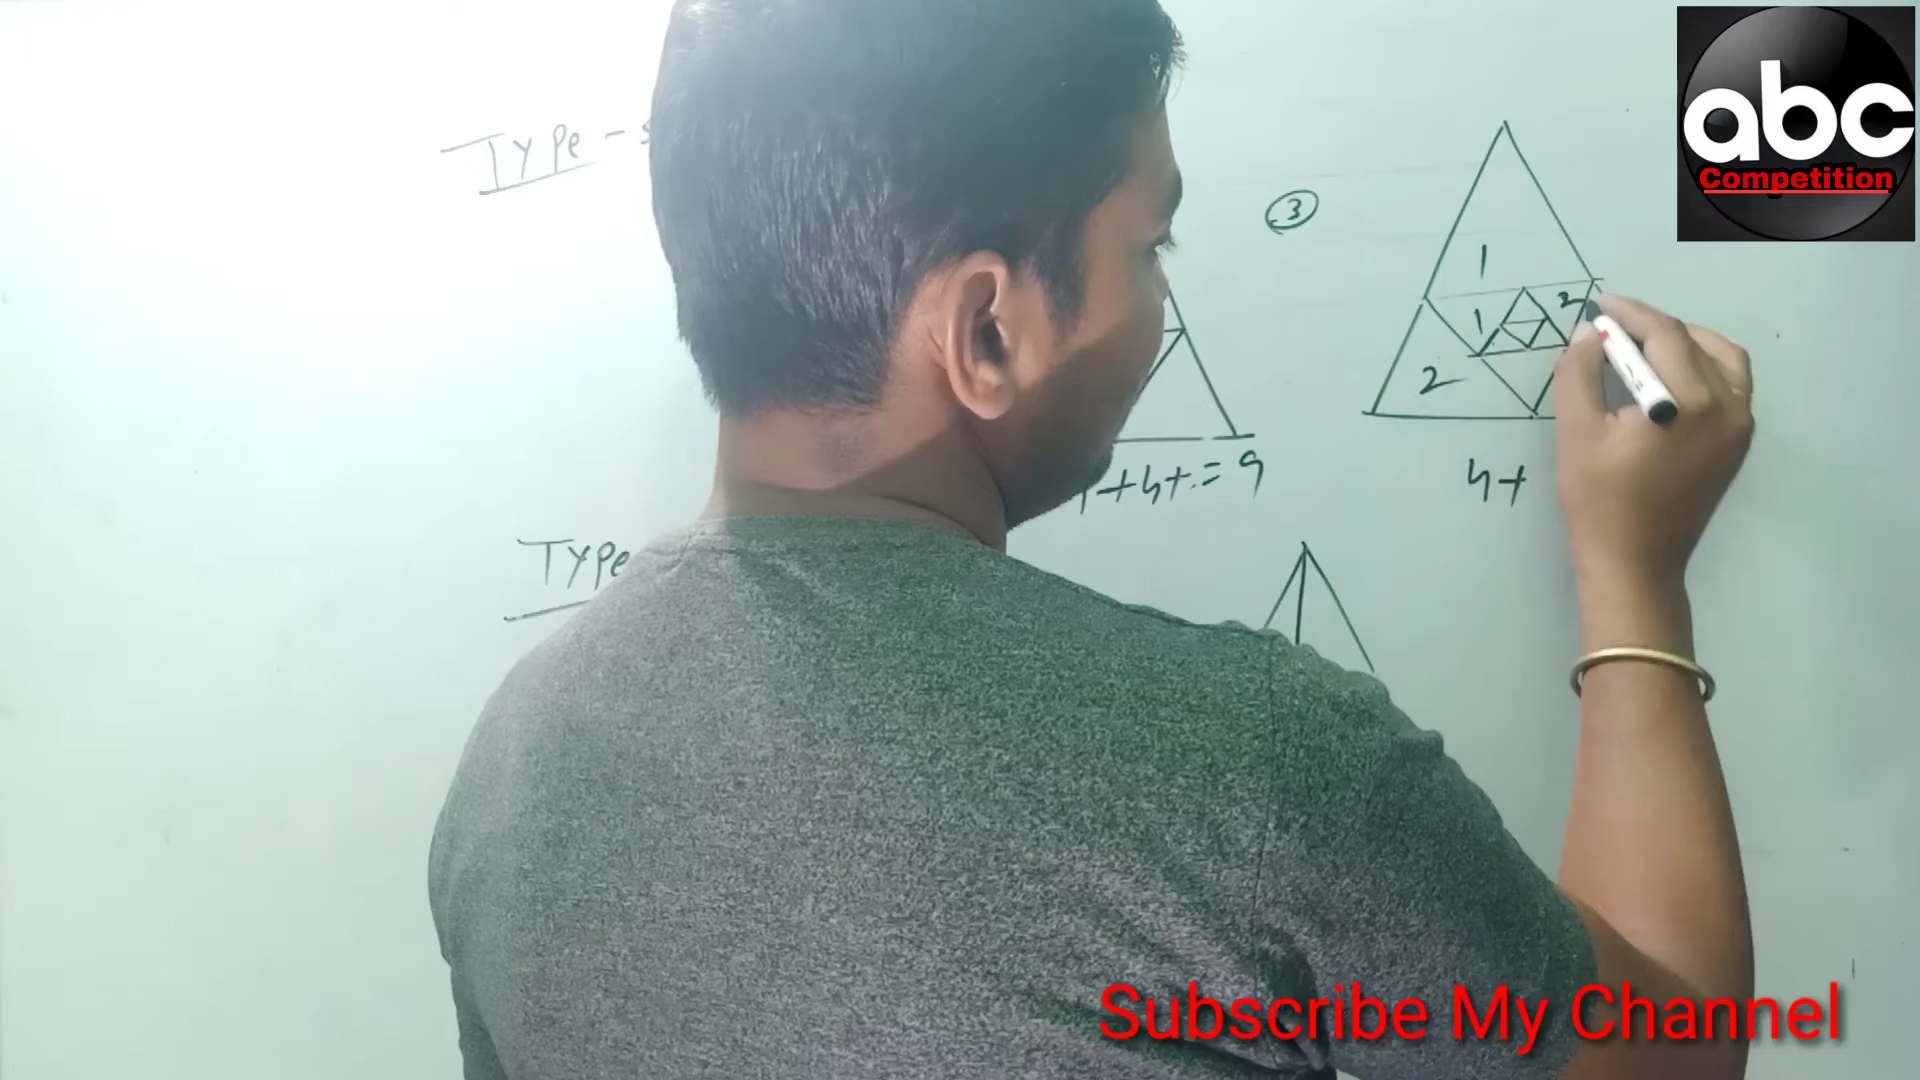 abc
Competition
Type -
3
1
1 2
2
+4+.= 9
4+
Type
Subscribe My Channel